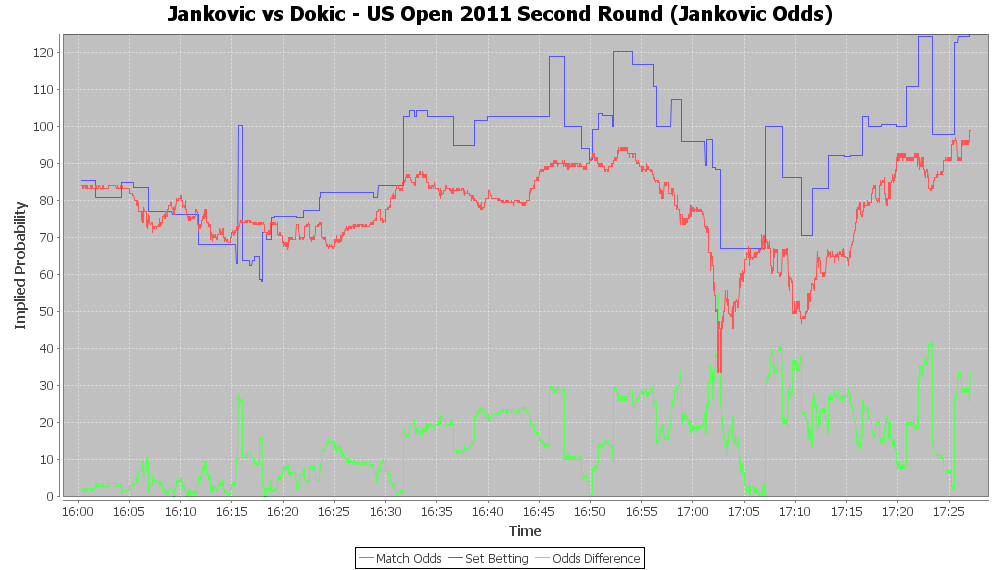 Jankovic vs Dokic - US Open 2011 Second Round (Jankovic Odds)
120
110
100
90
80
70
60
50
40
30
20
10
0
Implied Probability
16:00 16:05 16:10 16:15 16:20 16:25 16:30 16:35 16:40 16:45 16:50 16:55 17:00 17:05 17:10 17:15 17:20 17:25
Time
Match Odds Set Betting Odds Difference